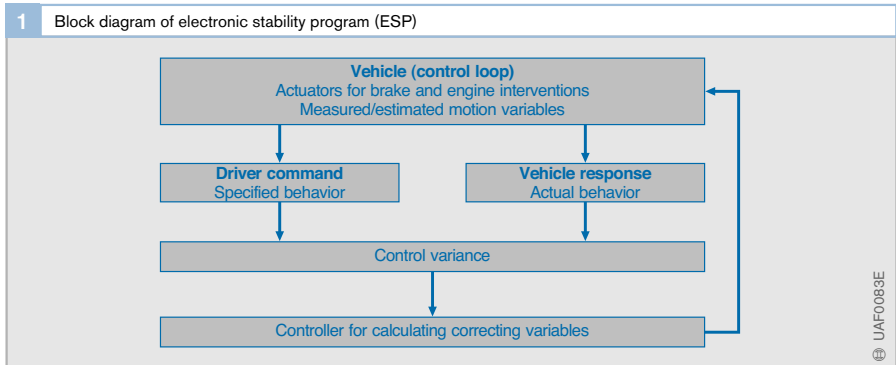 1 Block diagram of electronic stability program (ESP)
Vehicle (control loop)
Actuators for brake and engine interventions
Measured/estimated motion variables
Driver command
Specified behavior
Vehicle response
Actual behavior
Control variance
Controller for calculating correcting variables
UAF0083E